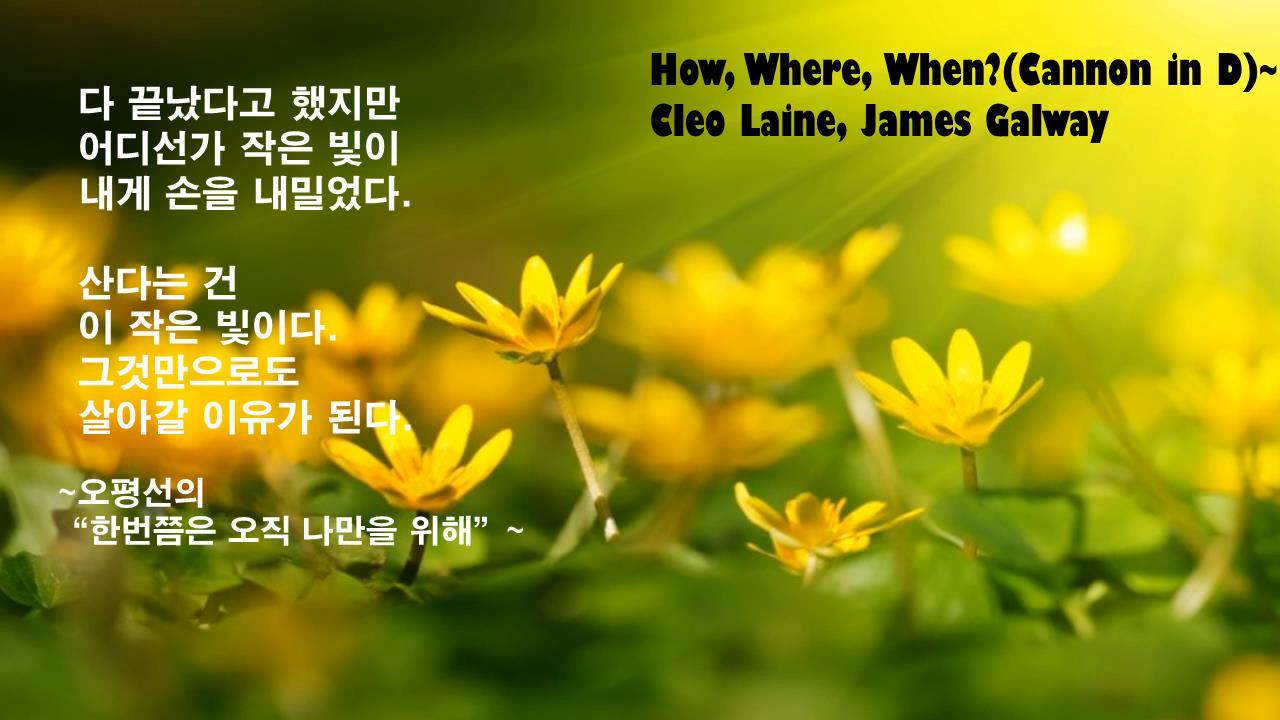 다 끝났다고 했지만
어디선가 작은 빛이
내게 손을 내밀었다.
산다는 건
이 작은 빛이다.
그것만으로도
살아갈 이유가 된다.
~오평선의
“한번쯤은 오직 나만을 위해” ~
How, Where, When?(Cannon in D)~
Cleo Laine, James Galway